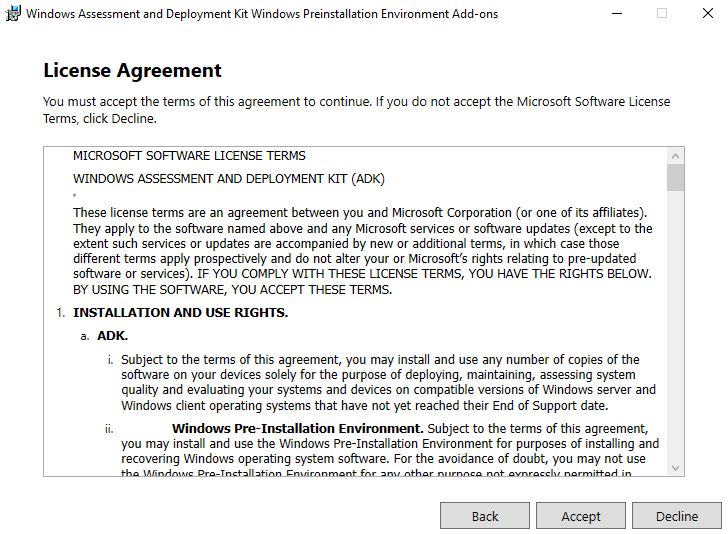 Windows Assessment and Deployment Kit Windows Preinstallation Environment Add-ons
License Agreement
You must accept the terms of this agreement to continue. If you do not accept the Microsoft Software License
Terms, click Decline.
MICROSOFT SOFTWARE LICENSE TERMS
WINDOWS ASSESSMENT AND DEPLOYMENT KIT (ADK)
These license terms are an agreement between you and Microsoft Corporation (or one of its affiliates).
They apply to the software named above and any Microsoft services or software updates (except to the
extent such services or updates are accompanied by new or additional terms, in which case those
different terms apply prospectively and do not alter your or Microsoft’s rights relating to pre-updated
software or services). IF YOU COMPLY WITH THESE LICENSE TERMS, YOU HAVE THE RIGHTS BELOW.
BY USING THE SOFTWARE, YOU ACCEPT THESE TERMS.
1. INSTALLATION AND USE RIGHTS.
a. ADK.
i. Subject to the terms of this agreement, you may install and use any number of copies of the
software on your devices solely for the purpose of deploying, maintaining, assessing system
quality and evaluating your systems and devices on compatible versions of Windows server and
Windows client operating systems that have not yet reached their End of Support date.
ii. Windows Pre-Installation Environment. Subject to the terms of this agreement,
you may install and use the Windows Pre-Installation Environment for purposes of installing and
recovering Windows operating system software. For the avoidance of doubt, you may not use
the Windows Pre-Installation Environment for any other purpose not expressly permitted in
Back
Accept
Decline